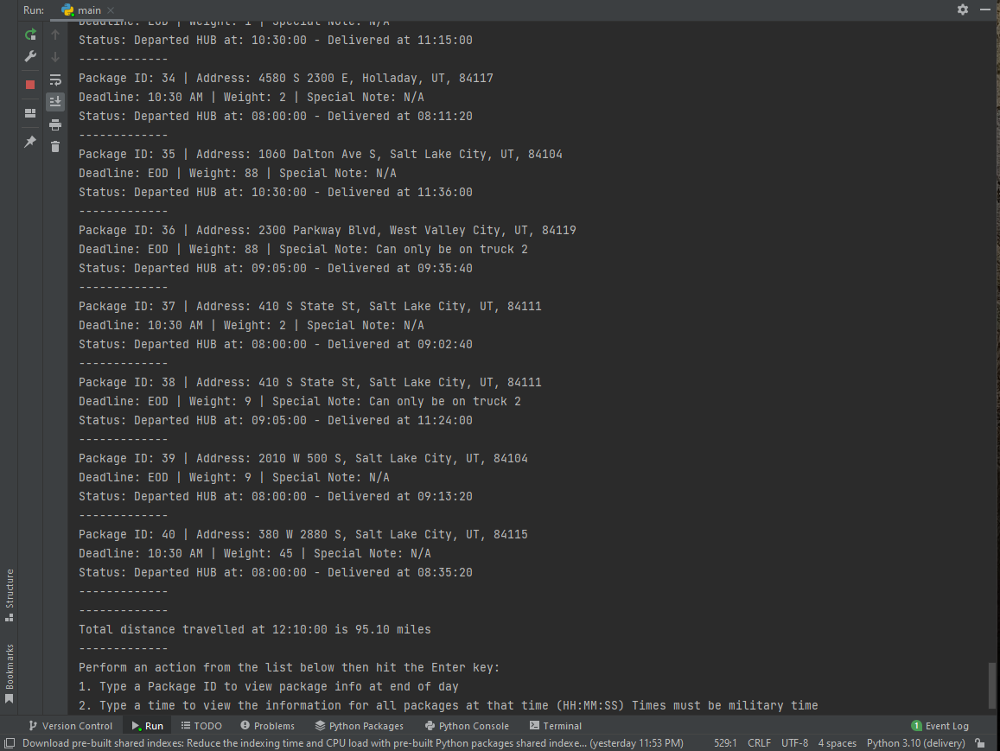 Run: main
Deadline: EOD | Weight: 1 | Special Note: N/A
Status: Departed HUB at: 10:30:00 - Delivered at 11:15:00
-------------
Package ID: 34 | Address: 4580 S 2300 E, Holladay, UT, 84117
Deadline: 10:30 AM | Weight: 2 | Special Note: N/A
Status: Departed HUB at: 08:00:00 - Delivered at 08:11:20
-------------
Package ID: 35 | Address: 1060 Dalton Ave S, Salt Lake City, UT, 84104
Deadline: EOD | Weight: 88 | Special Note: N/A
Status: Departed HUB at: 10:30:00 - Delivered at 11:36:00
-------------
Package ID: 36 | Address: 2300 Parkway Blvd, West Valley City, UT, 84119
Deadline: EOD | Weight: 88 | Special Note: Can only be on truck 2
Status: Departed HUB at: 09:05:00 - Delivered at 09:35:40
-------------
Package ID: 37 | Address: 410 S State St, Salt Lake City, UT, 84111
Deadline: 10:30 AM | Weight: 2 | Special Note: N/A
Status: Departed HUB at: 08:00:00 - Delivered at 09:02:40
-------------
Package ID: 38 | Address: 410 S State St, Salt Lake City, UT, 84111
Deadline: EOD | Weight: 9 | Special Note: Can only be on truck 2
Status: Departed HUB at: 09:05:00 - Delivered at 11:24:00
-------------
Package ID: 39 | Address: 2010 W 500 S, Salt Lake City, UT, 84104
Deadline: EOD | Weight: 9 | Special Note: N/A
Status: Departed HUB at: 08:00:00 - Delivered at 09:13:20
-------------
Package ID: 40 | Address: 380 W 2880 S, Salt Lake City, UT, 84115
Deadline: 10:30 AM | Weight: 45 | Special Note: N/A
Status: Departed HUB at: 08:00:00 - Delivered at 08:35:20
-------------
-------------
Total distance travelled at 12:10:00 is 95.10 miles
-------------
Perform an action from the list below then hit the Enter key:
1. Type a Package ID to view package info at end of day
2. Type a time to view the information for all packages at that time (HH:MM:SS) Times must be military time
Structure
Bookmarks
Version Control Run TODO Problems Python Packages Python Console Terminal 1 Event Log
Download pre-built shared indexes: Reduce the indexing time and CPU load with pre-built Python packages shared indexe... (yesterday 11:53 PM) 529:1 CRLF UTF-8 4 spaces Python 3.10 (delivery)